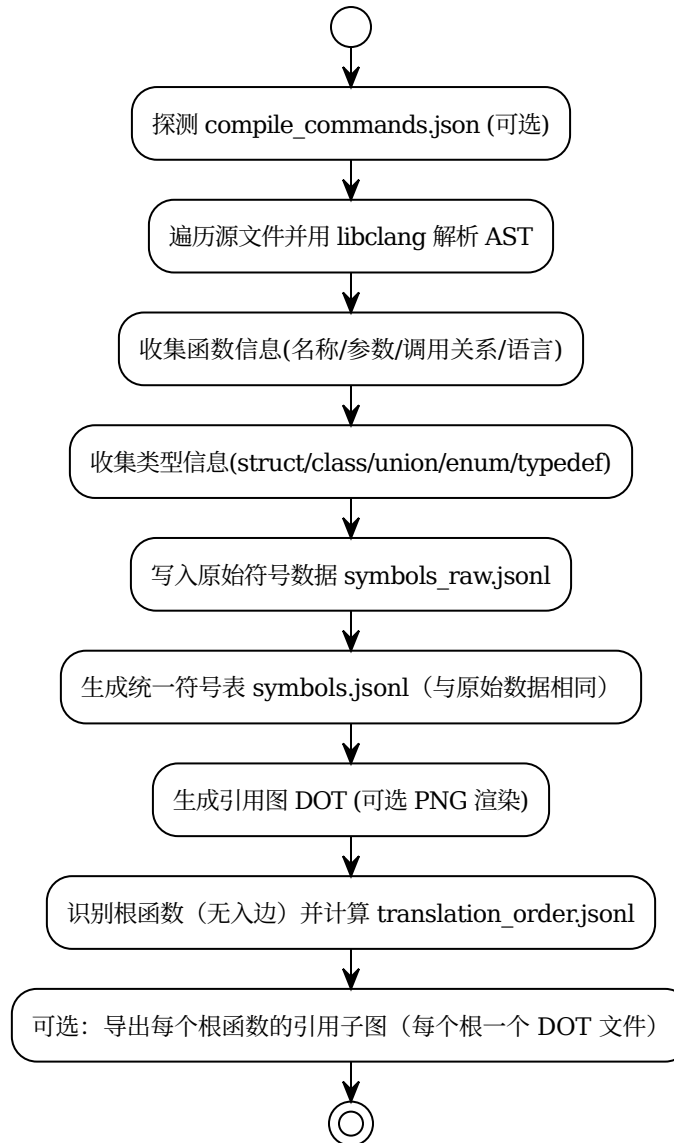 探测 compile_commands.json (可选)
遍历源文件并用 libclang 解析 AST
收集函数信息(名称/参数/调用关系/语言)
收集类型信息(struct/class/union/enum/typedef)
写入原始符号数据 symbols_raw.jsonl
生成统一符号表 symbols.jsonl（与原始数据相同）
生成引用图 DOT (可选 PNG 渲染)
识别根函数（无入边）并计算 translation_order.jsonl
可选：导出每个根函数的引用子图（每个根一个 DOT 文件）